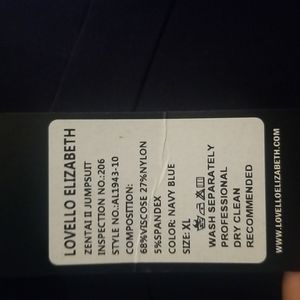 LOVELLO ELIZABETH
ZENTAI II JUMPSUIT
INSPECTION NO.:206
STYLE NO.:AL1943-10
COMPOSITION:
68%VISCOSE 27%NYLON
5%SPANDEX
COLOR: NAVY BLUE
SIZE: XL
WASH SEPARATELY
PROFESSIONAL
DRY CLEAN
RECOMMENDED
WWW.LOVELLOELIZABETH.COM